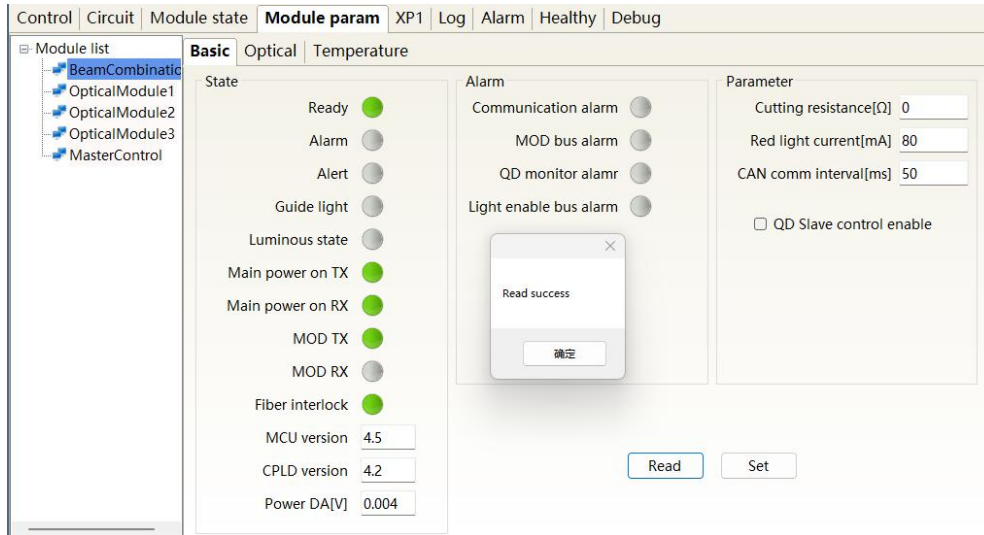 Control Circuit Module state Module param XP1 Log Alarm Healthy Debug
Module list
BeamCombinatic
OpticalModule1
OpticalModule2
OpticalModule3
MasterControl
Basic Optical Temperature
State
Ready
Alarm
Alert
Guide light
Luminous state
Main power on TX
Main power on RX
MOD TX
MOD RX
Fiber interlock
MCU version 4.5
CPLD version 4.2
Power DA[V] 0.004
Alarm
Communication alarm
MOD bus alarm
QD monitor alamr
Light enable bus alarm
Parameter
Cutting resistance[Ω] 0
Red light current[mA] 80
CAN comm interval[ms] 50
QD Slave control enable
Read success
确定
Read Set